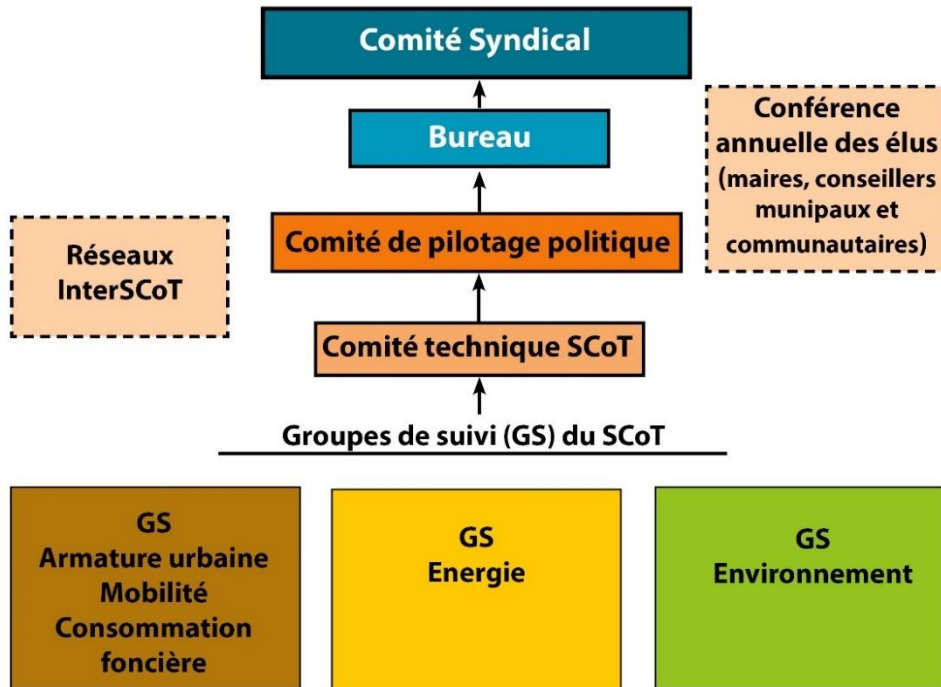 Comité Syndical
Bureau
Conférence
annuelle des élus
(maires, conseillers
munipaux et
communautaires)
Comité de pilotage politique
Réseaux
InterSCoT
Comité technique SCoT
Groupes de suivi (GS) du SCoT
GS
Armature urbaine
Mobilité
Consommation
foncière
GS
Energie
GS
Environnement